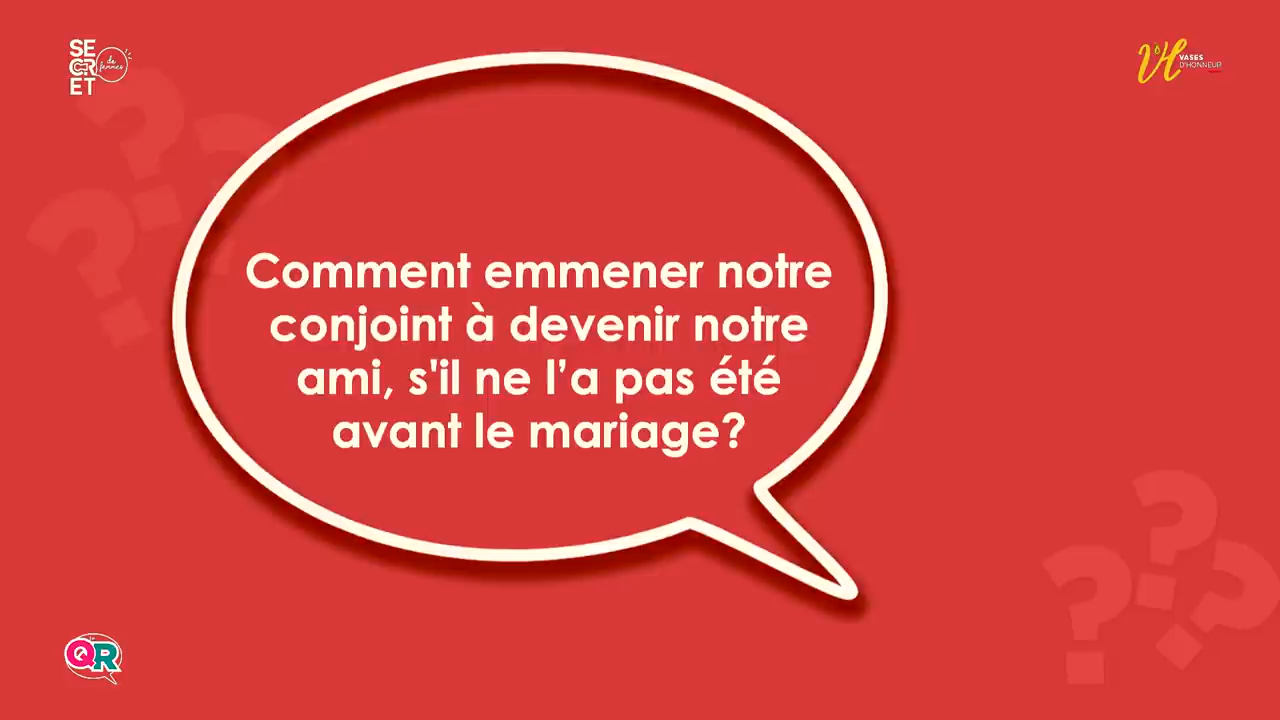 SE
CR
ET
de
femmes
VH
VASES
D'HONNEUR
Comment emmener notre
conjoint à devenir notre
ami, s'il ne l’a pas été
avant le mariage?
QR